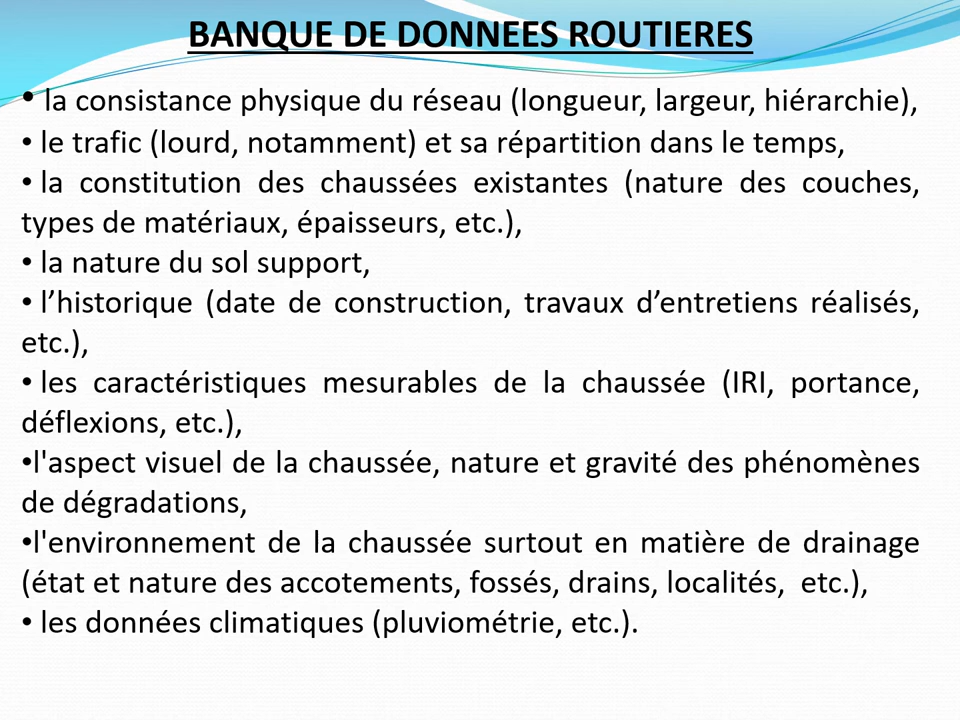 BANQUE DE DONNEES ROUTIERES
• la consistance physique du réseau (longueur, largeur, hiérarchie),
• le trafic (lourd, notamment) et sa répartition dans le temps,
• la constitution des chaussées existantes (nature des couches,
types de matériaux, épaisseurs, etc.),
• la nature du sol support,
• l’historique (date de construction, travaux d’entretiens réalisés,
etc.),
• les caractéristiques mesurables de la chaussée (IRI, portance,
déflexions, etc.),
•l'aspect visuel de la chaussée, nature et gravité des phénomènes
de dégradations,
•l'environnement de la chaussée surtout en matière de drainage
(état et nature des accotements, fossés, drains, localités,  etc.),
• les données climatiques (pluviométrie, etc.).